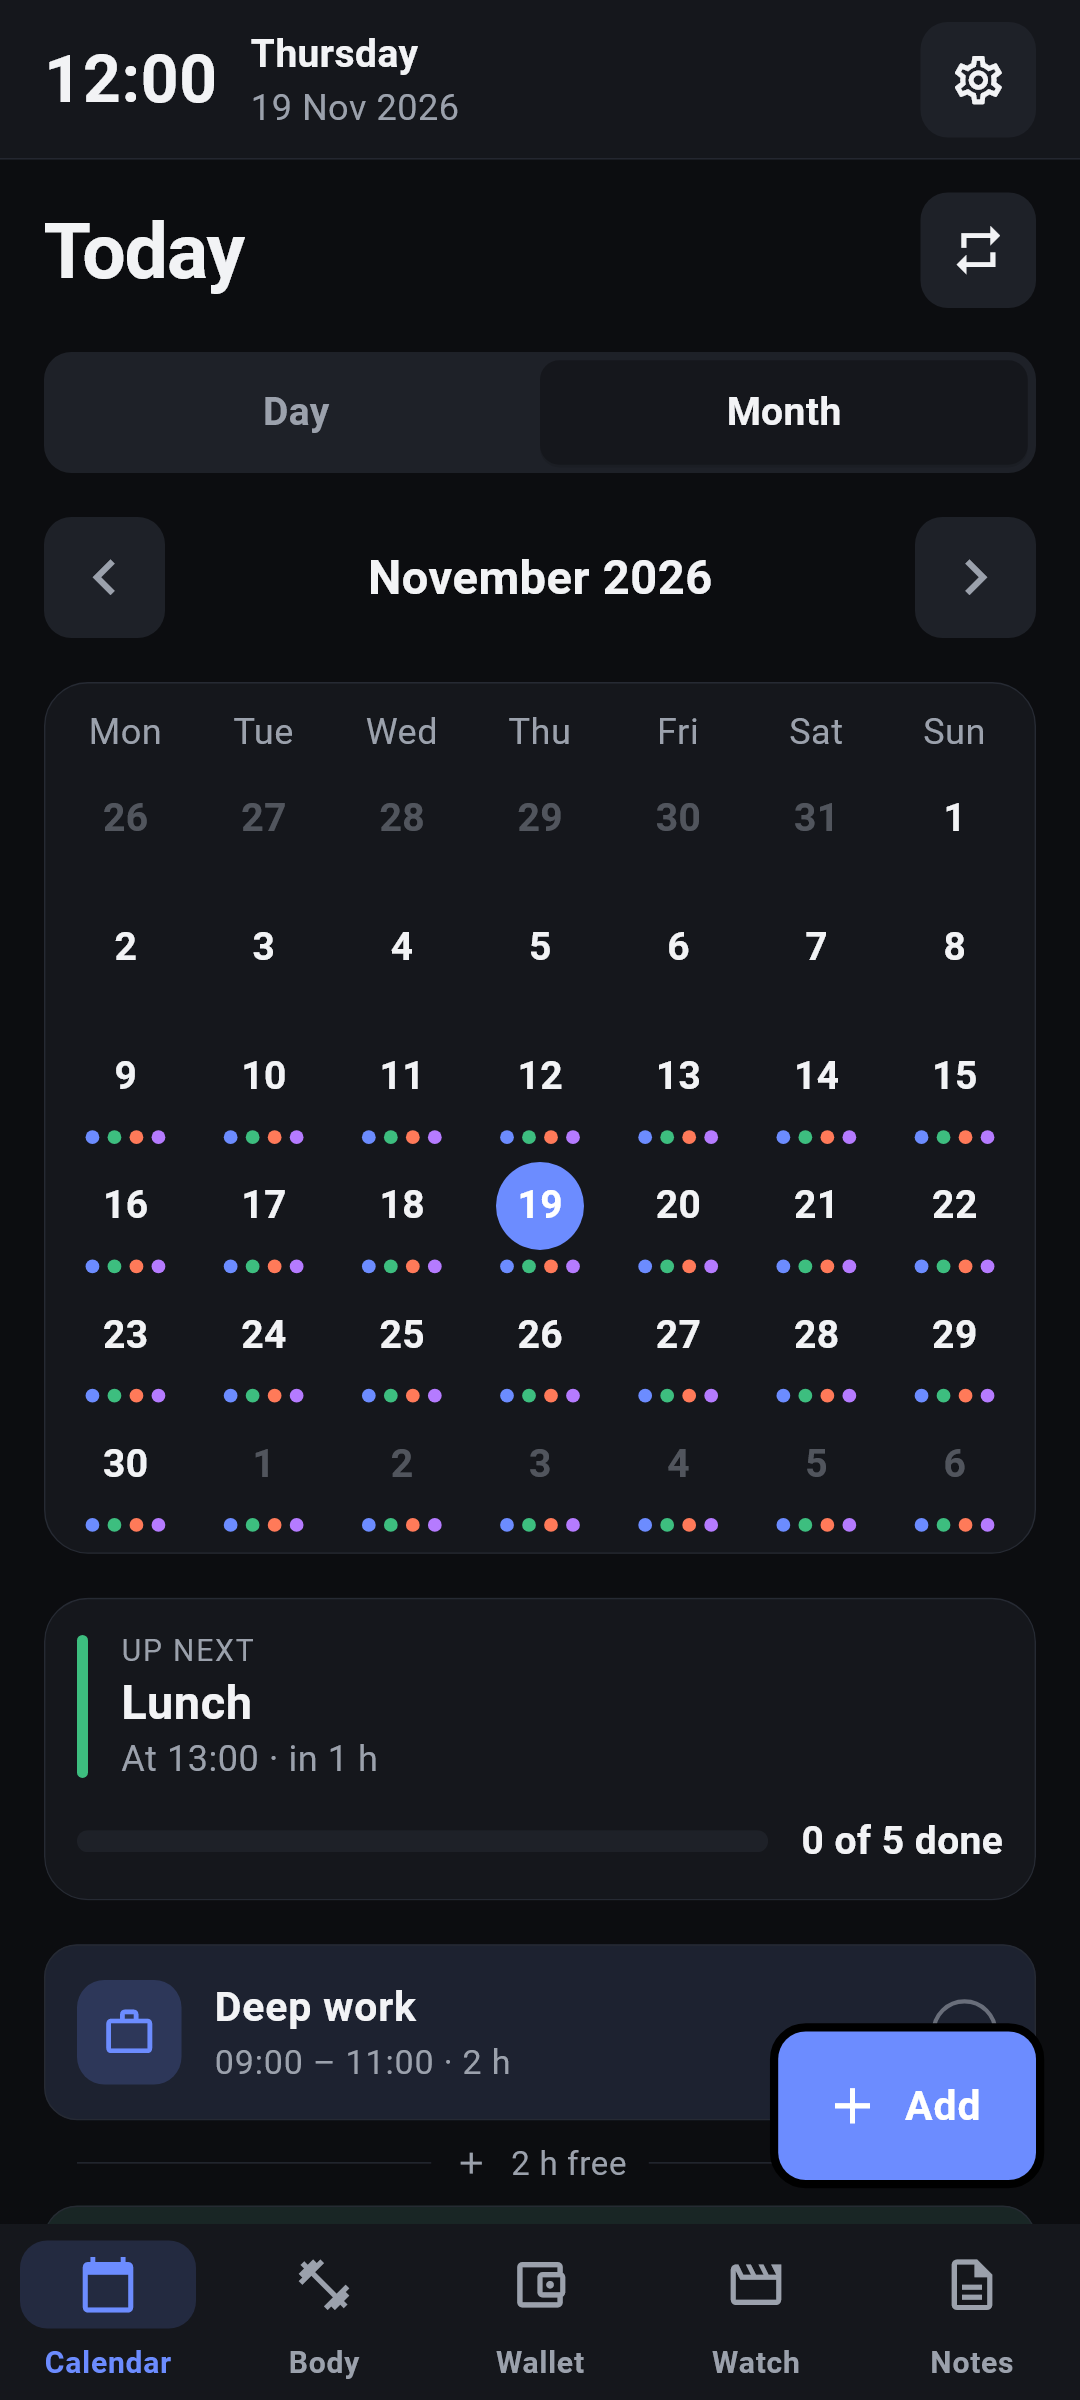 12:00
Thursday
19 Nov 2026
Today
Day Month
November 2026
Mon Tue Wed Thu Fri Sat Sun
26 27 28 29 30 31 1
2 3 4 5 6 7 8
9 10 11 12 13 14 15
16 17 18 19 20 21 22
23 24 25 26 27 28 29
30 1 2 3 4 5 6
UP NEXT
Lunch
At 13:00 · in 1 h
0 of 5 done
Deep work
09:00 – 11:00 · 2 h
+ Add
+ 2 h free
Calendar Body Wallet Watch Notes